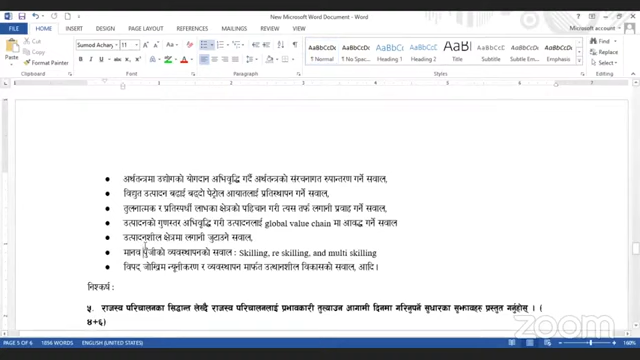 New Microsoft Word Document - Word
FILE HOME INSERT DESIGN PAGE LAYOUT REFERENCES MAILINGS REVIEW VIEW
Microsoft account
Paste Sumod Acharya 11
AaBbCcDc AaBbCcDc AaBbCc AaBbCcD AaB AaBbCcD AaBbCcDc AaBbCcDc
¶ Normal ¶ No Spac... Heading 1 Heading 2 Title Subtitle Subtle Em... Emphasis
Find
Replace
Select
Clipboard Font Paragraph Styles Editing
• अर्थतन्त्रमा उद्योगको योगदान अभिवृद्धि गर्दै अर्थतन्त्रको संरचनागत रुपान्तरण गर्ने सवाल,
• विद्युत उत्पादन बढाई बढ्दो पेट्रोल आयातलाई प्रतिस्थापन गर्ने सवाल,
• तुलनात्मक र प्रतिस्पर्धी लाभका क्षेत्रको पहिचान गरी त्यस तर्फ लगानी प्रवाह गर्ने सवाल,
• उत्पादनको गुणस्तर अभिवृद्धि गरी उत्पादनलाई global value chain मा आवद्ध गर्ने सवाल
• उत्पादनशील क्षेत्रमा लगानी जुटाउने सवाल,
• मानव पुँजीको व्यवस्थापनको सवाल : Skilling, re skilling, and multi skilling
• विपद् जोखिम न्यूनीकरण र व्यवस्थापन मार्फत उत्थानशील विकासको सवाल, आदि।
निश्कर्षः
५. राजस्व परिचालनका सिद्धान्त लेख्दै राजस्व परिचालनलाई प्रभावकारी तुल्याउन आगामी दिनमा गरिनुपर्ने सुधारका सुझावहरु प्रस्तुत गर्नुहोस् । (
४+६)
PAGE 5 OF 6 1856 WORDS ENGLISH (UNITED STATES) 160%
ZOOM